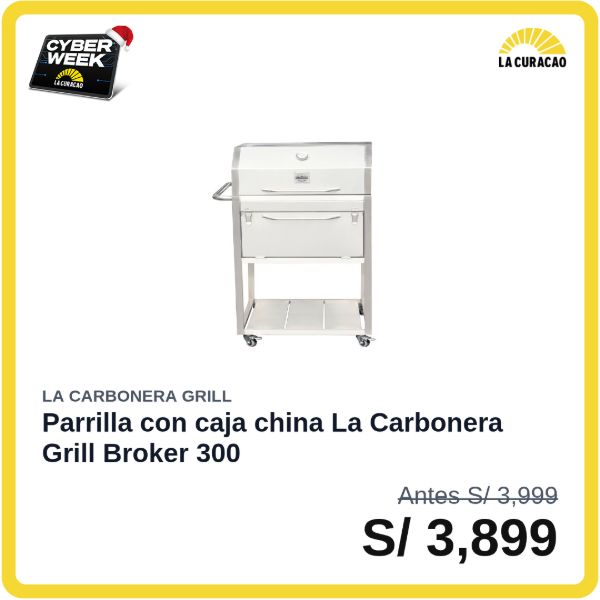 CYBER
WEEK
LA CURACAO
LA CURACAO
LA CARBONERA GRILL
Parrilla con caja china La Carbonera
Grill Broker 300
Antes S/ 3,999
S/ 3,899